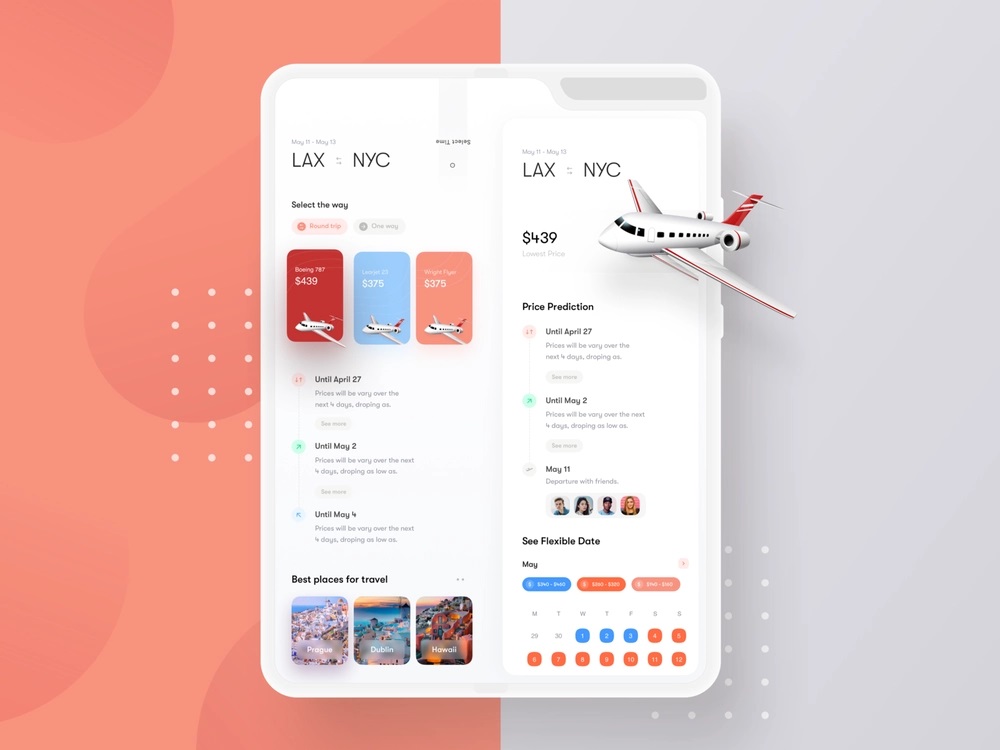 May 11 - May 13
LAX NYC
Select Time
Select the way
Round trip
One way
Boeing 787
$439
Learjet 23
$375
Wright Flyer
$375
Until April 27
Prices will be vary over the
next 4 days, droping as.
See more
Until May 2
Prices will be vary over the next
4 days, droping as low as.
See more
Until May 4
Prices will be vary over the next
4 days, droping as low as.
Best places for travel
Prague
Dublin
Hawaii
May 11 - May 13
LAX NYC
$439
Lowest Price
Price Prediction
Until April 27
Prices will be vary over the
next 4 days, droping as.
See more
Until May 2
Prices will be vary over the next
4 days, droping as low as.
See more
May 11
Departure with friends.
See Flexible Date
May
M T W T F S S
29 30 1 2 3 4 5
6 7 8 9 10 11 12